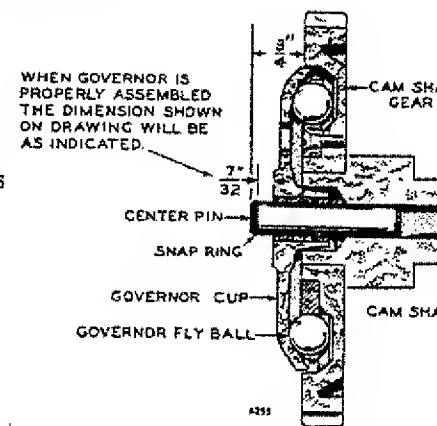 WHEN GOVERNOR IS
PROPERLY ASSEMBLED
THE DIMENSION SHOWN
ON DRAWING WILL BE
AS INDICATED.
CAM SHA
GEAR
7"
32
CENTER PIN
SNAP RING
GOVERNOR CUP
CAM SHA
GOVERNOR FLY BALL
A255